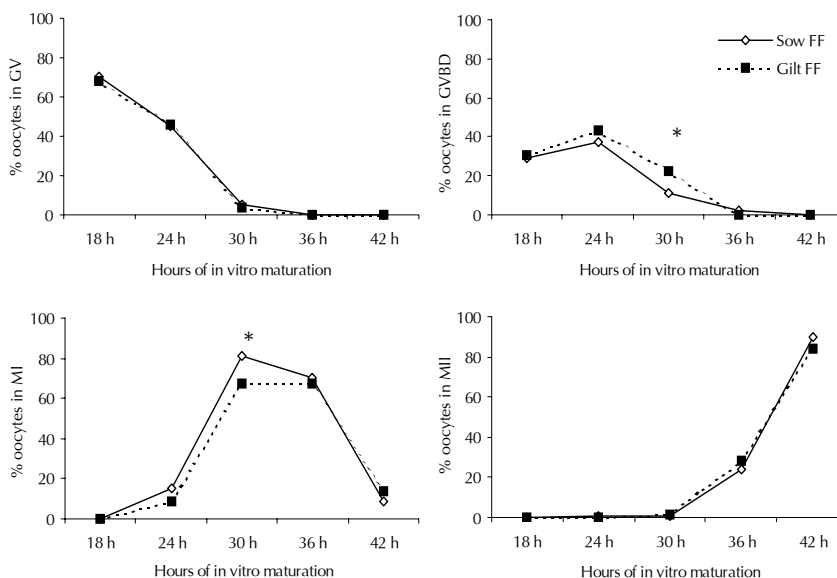 100
80
60
40
20
0
% oocytes in GV
18 h 24 h 30 h 36 h 42 h
Hours of in vitro maturation
100
80
60
40
20
0
% oocytes in GVBD
Sow FF
Gilt FF
*
18 h 24 h 30 h 36 h 42 h
Hours of in vitro maturation
100
80
60
40
20
0
% oocytes in MI
*
18 h 24 h 30 h 36 h 42 h
Hours of in vitro maturation
100
80
60
40
20
0
% oocytes in MII
18 h 24 h 30 h 36 h 42 h
Hours of in vitro maturation